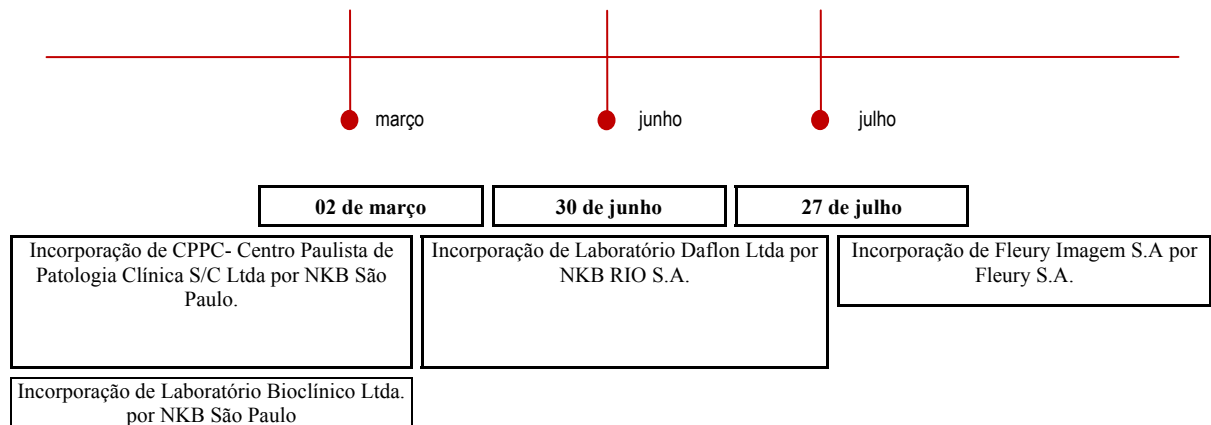 março
junho
julho
02 de março
30 de junho
27 de julho
Incorporação de CPPC- Centro Paulista de
Patologia Clínica S/C Ltda por NKB São
Paulo.
Incorporação de Laboratório Daflon Ltda por
NKB RIO S.A.
Incorporação de Fleury Imagem S.A por
Fleury S.A.
Incorporação de Laboratório Bioclínico Ltda.
por NKB São Paulo